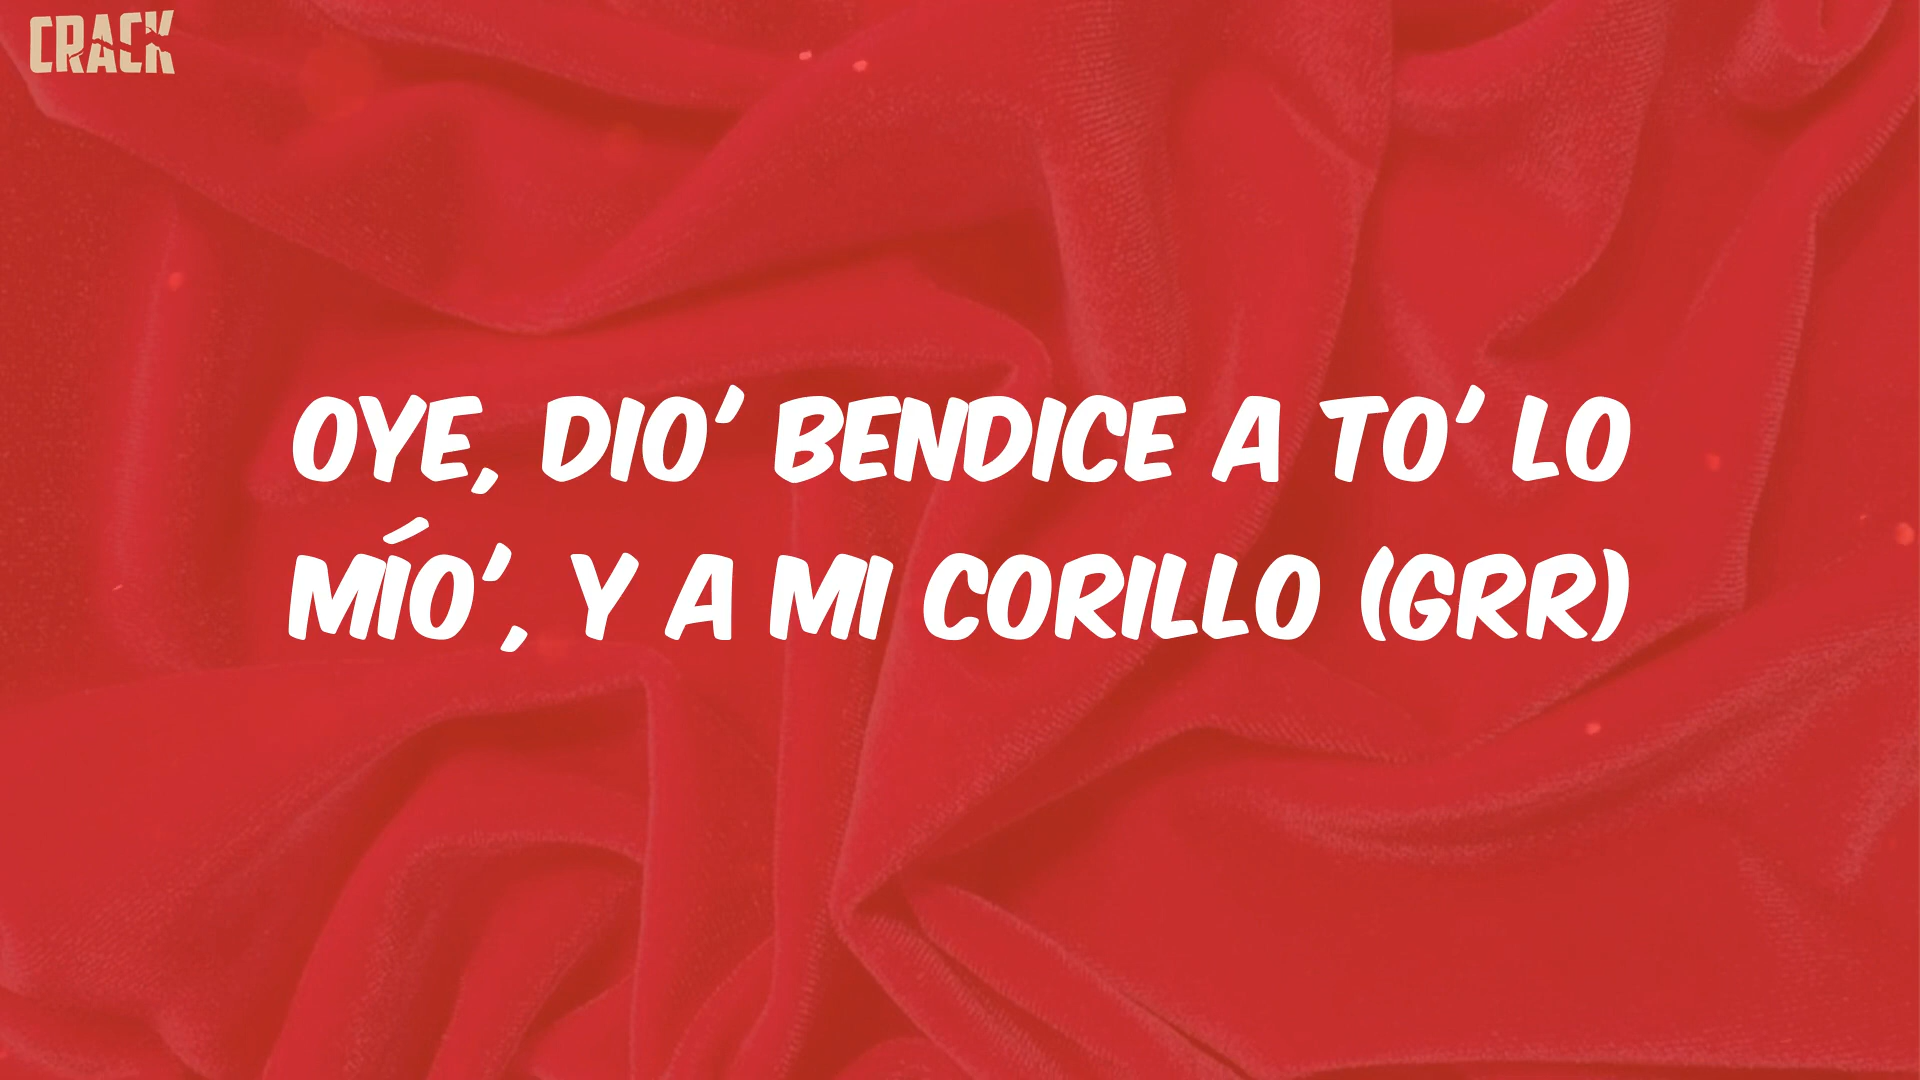 CRACK
OYE, DIO' BENDICE A TO' LO
MÍO', Y A MI CORILLO (GRR)